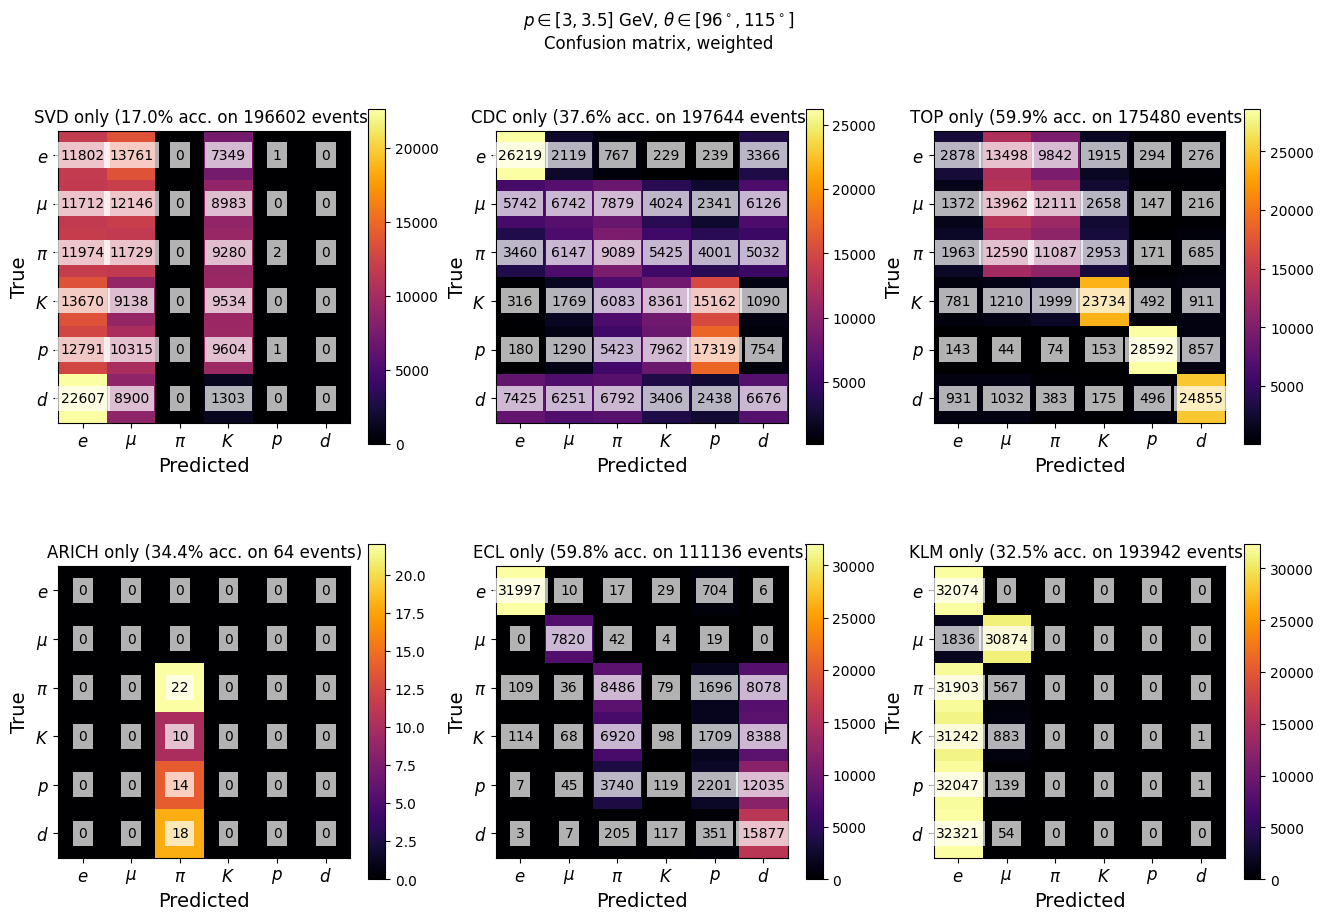 p ∈ [3, 3.5] GeV, θ ∈ [96°, 115°]
Confusion matrix, weighted
SVD only (17.0% acc. on 196602 events
True
e 11802 13761 0 7349 1 0
μ 11712 12146 0 8983 0 0
π 11974 11729 0 9280 2 0
K 13670 9138 0 9534 0 0
p 12791 10315 0 9604 1 0
d 22607 8900 0 1303 0 0
e μ π K p d
Predicted
20000
15000
10000
5000
0
CDC only (37.6% acc. on 197644 events
True
e 26219 2119 767 229 239 3366
μ 5742 6742 7879 4024 2341 6126
π 3460 6147 9089 5425 4001 5032
K 316 1769 6083 8361 15162 1090
p 180 1290 5423 7962 17319 754
d 7425 6251 6792 3406 2438 6676
e μ π K p d
Predicted
25000
20000
15000
10000
5000
TOP only (59.9% acc. on 175480 events
True
e 2878 13498 9842 1915 294 276
μ 1372 13962 12111 2658 147 216
π 1963 12590 11087 2953 171 685
K 781 1210 1999 23734 492 911
p 143 44 74 153 28592 857
d 931 1032 383 175 496 24855
e μ π K p d
Predicted
25000
20000
15000
10000
5000
ARICH only (34.4% acc. on 64 events)
True
e 0 0 0 0 0 0
μ 0 0 0 0 0 0
π 0 0 22 0 0 0
K 0 0 10 0 0 0
p 0 0 14 0 0 0
d 0 0 18 0 0 0
e μ π K p d
Predicted
20.0
17.5
15.0
12.5
10.0
7.5
5.0
2.5
0.0
ECL only (59.8% acc. on 111136 events)
True
e 31997 10 17 29 704 6
μ 0 7820 42 4 19 0
π 109 36 8486 79 1696 8078
K 114 68 6920 98 1709 8388
p 7 45 3740 119 2201 12035
d 3 7 205 117 351 15877
e μ π K p d
Predicted
30000
25000
20000
15000
10000
5000
0
KLM only (32.5% acc. on 193942 events
True
e 32074 0 0 0 0 0
μ 1836 30874 0 0 0 0
π 31903 567 0 0 0 0
K 31242 883 0 0 0 1
p 32047 139 0 0 0 1
d 32321 54 0 0 0 0
e μ π K p d
Predicted
30000
25000
20000
15000
10000
5000
0